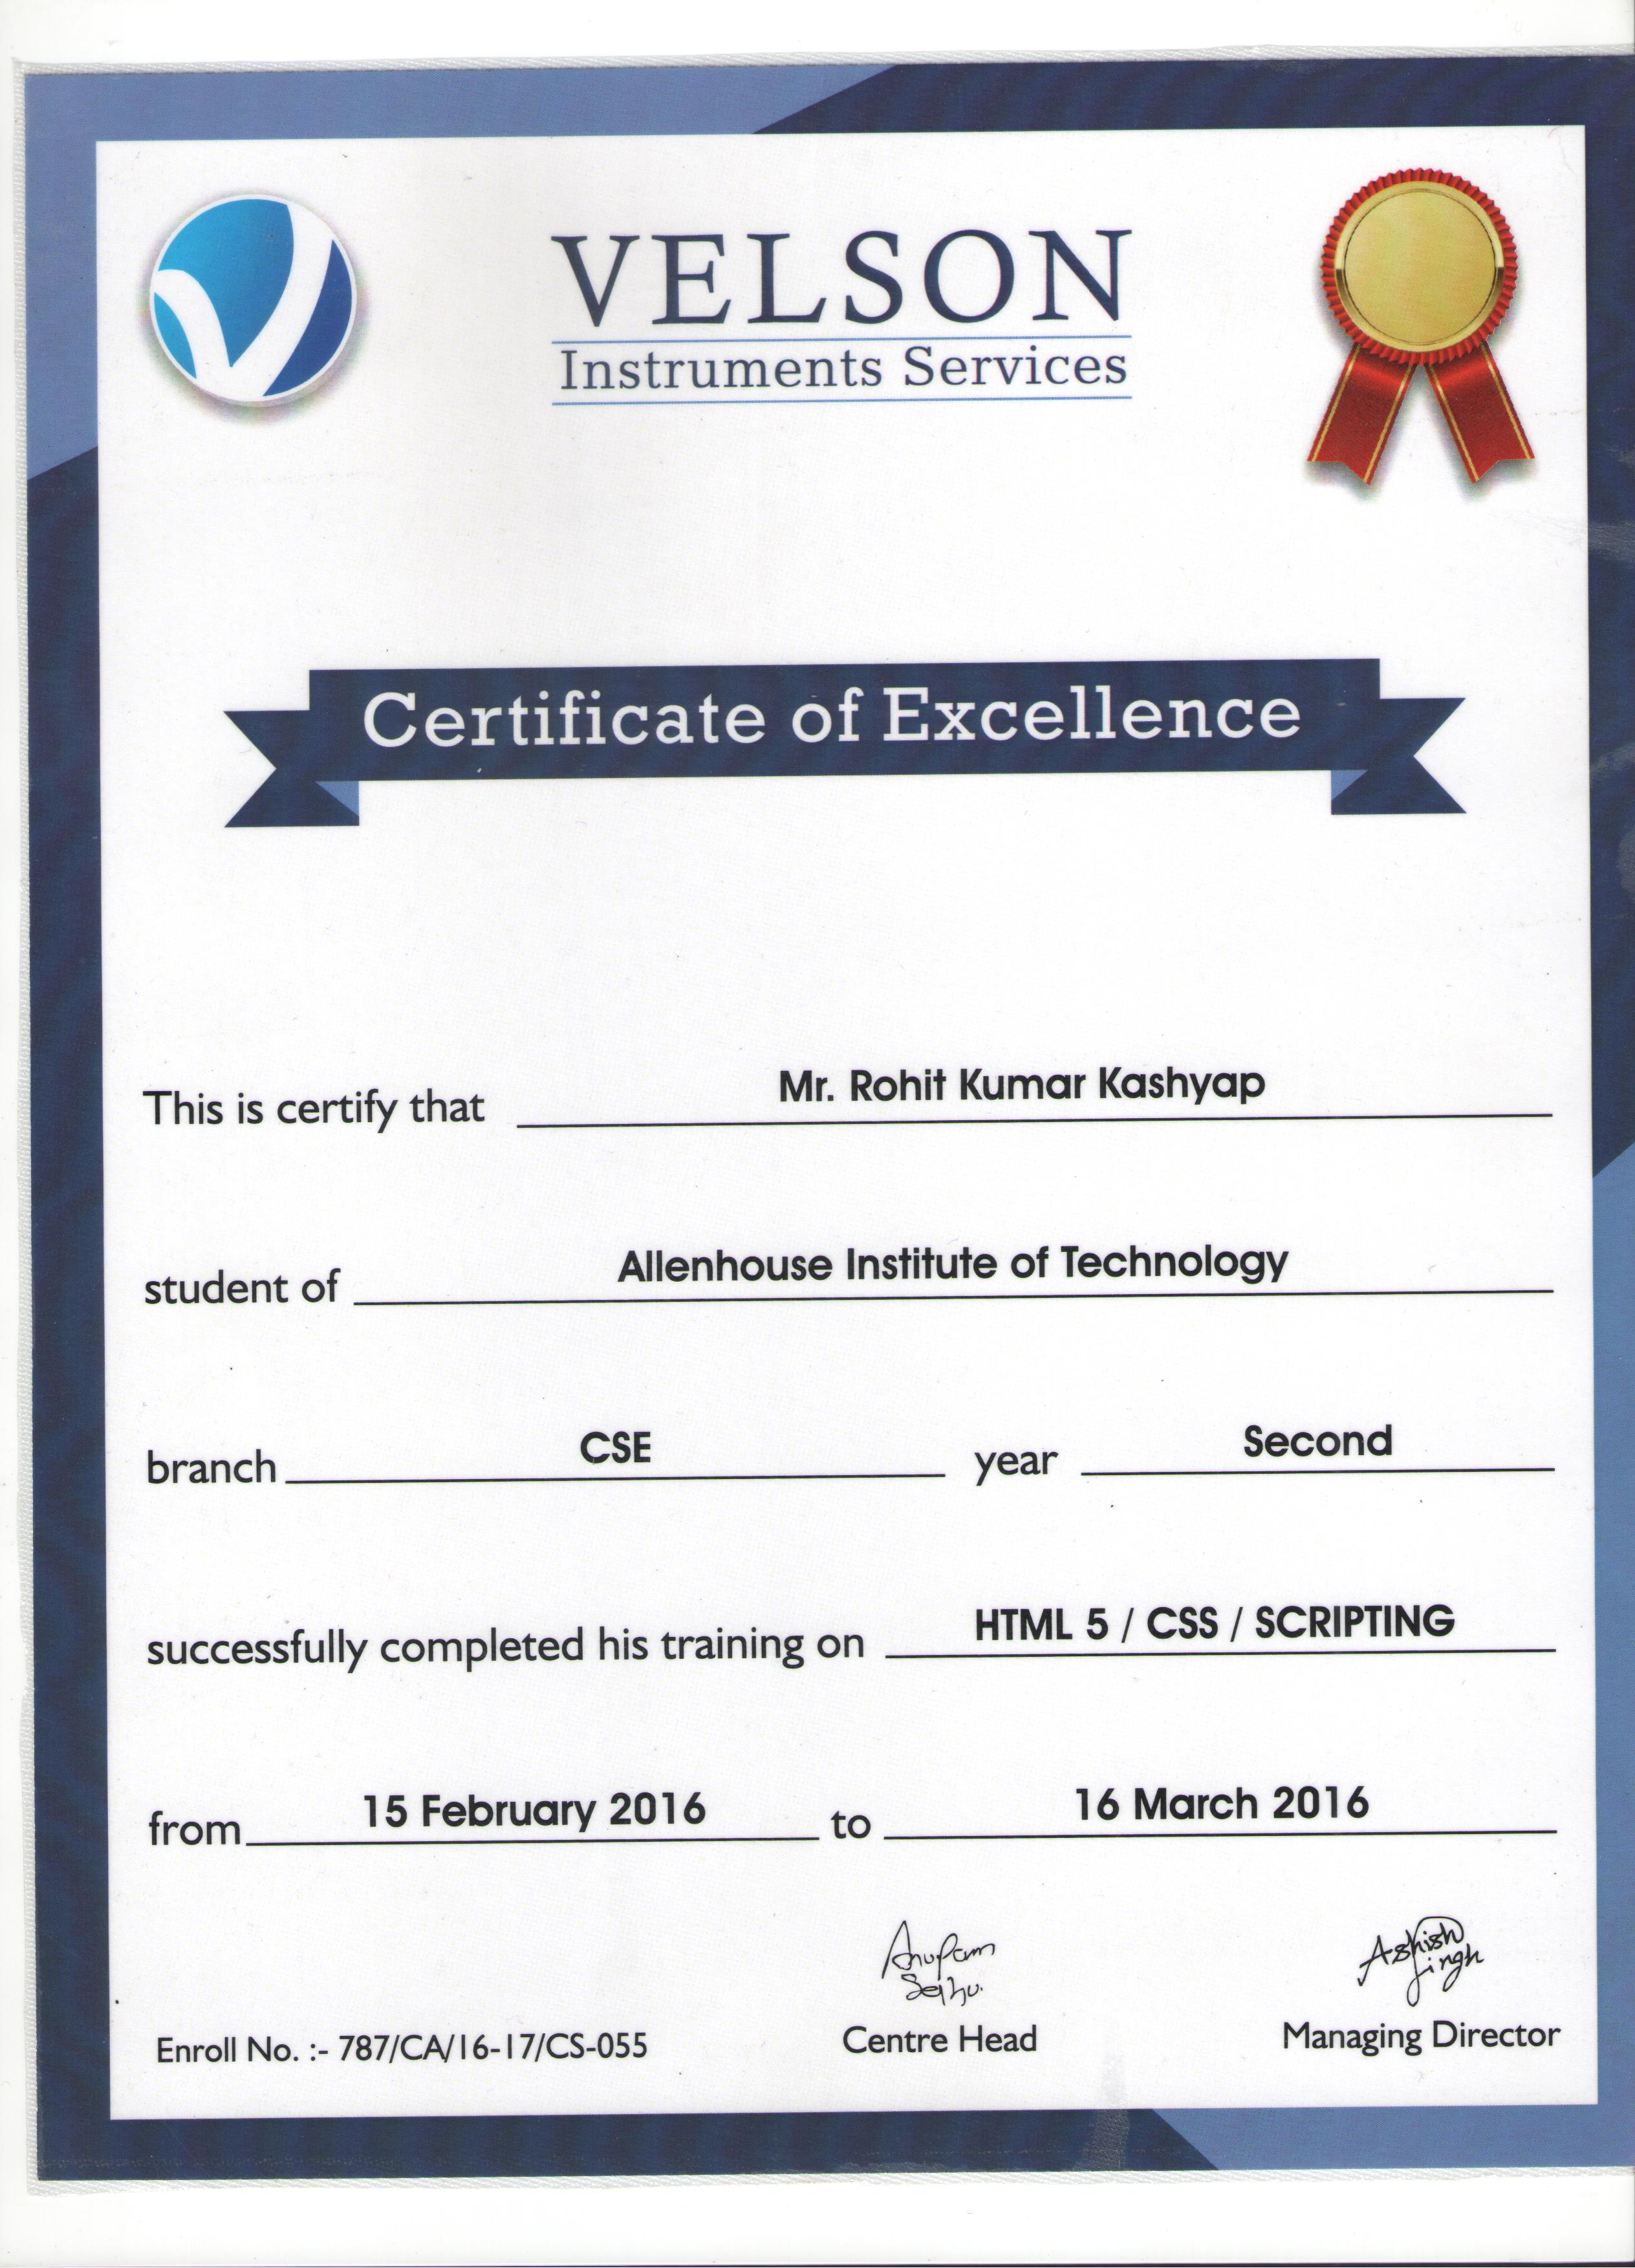 VELSON
Instruments Services
Certificate of Excellence
This is certify that Mr. Rohit Kumar Kashyap
student of Allenhouse Institute of Technology
branch CSE year Second
successfully completed his training on HTML 5 / CSS / SCRIPTING
from 15 February 2016 to 16 March 2016
Anupam Ashish
Singh
Enroll No. :- 787/CA/16-17/CS-055 Centre Head Managing Director